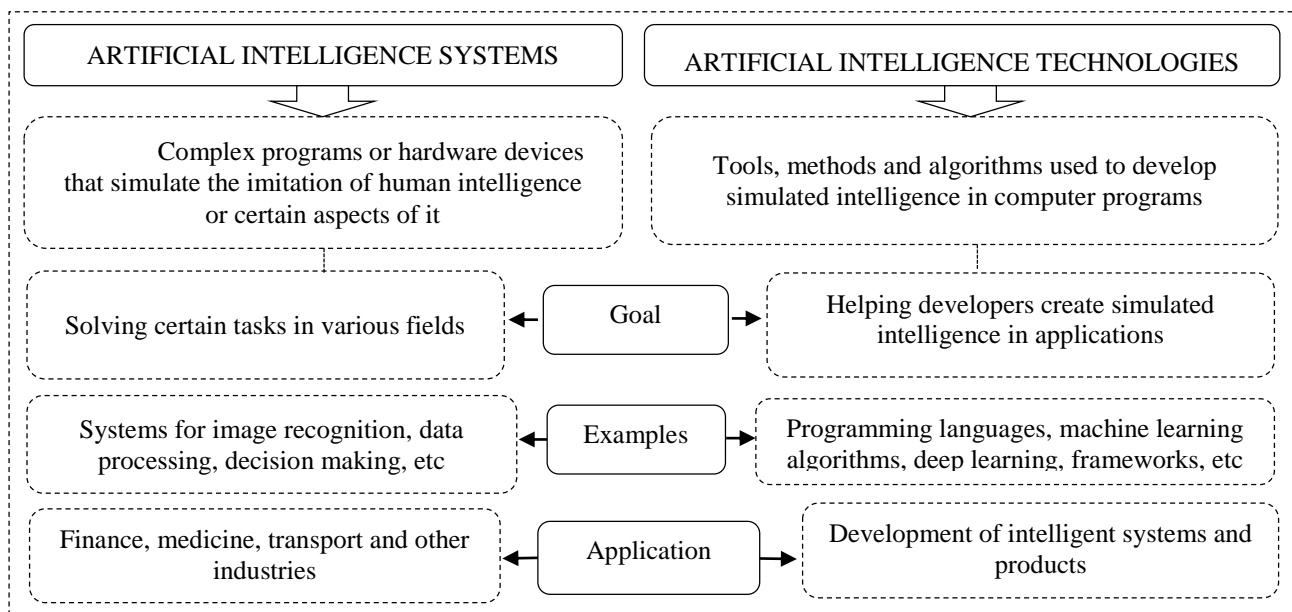 ARTIFICIAL INTELLIGENCE SYSTEMS
ARTIFICIAL INTELLIGENCE TECHNOLOGIES
Complex programs or hardware devices
that simulate the imitation of human intelligence
or certain aspects of it
Tools, methods and algorithms used to develop
simulated intelligence in computer programs
Solving certain tasks in various fields
Goal
Helping developers create simulated
intelligence in applications
Systems for image recognition, data
processing, decision making, etc
Examples
Programming languages, machine learning
algorithms, deep learning, frameworks, etc
Finance, medicine, transport and other
industries
Application
Development of intelligent systems and
products